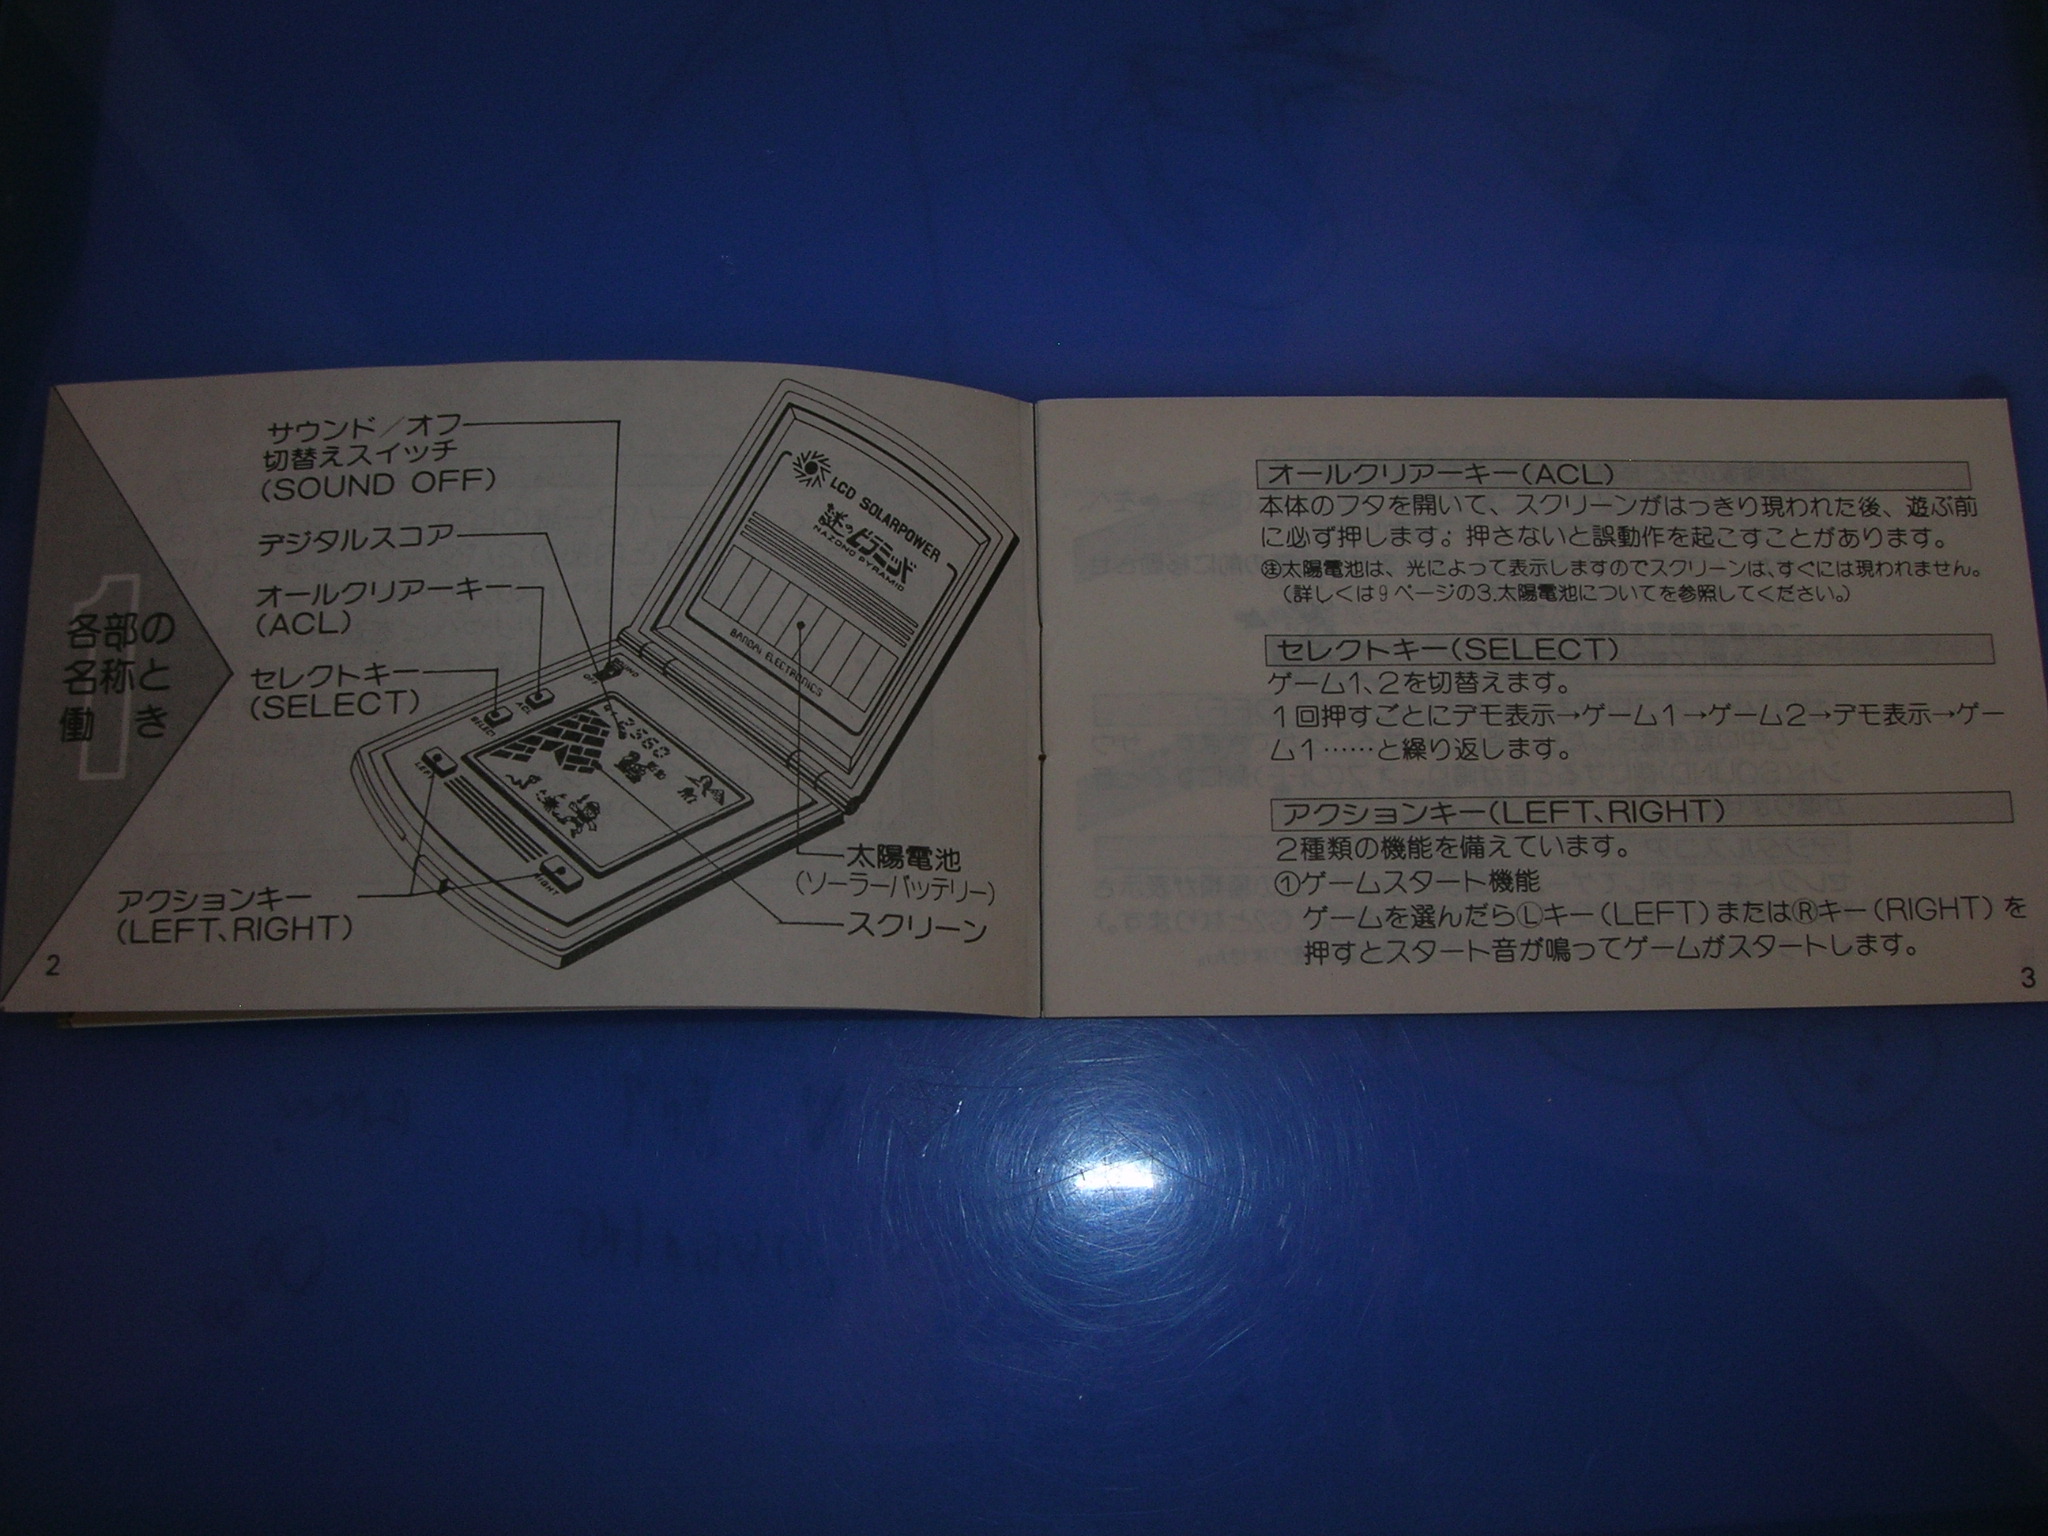 1
各部の
名称と
働き
サウンド/オフ
切替えスイッチ
(SOUND OFF)
デジタルスコア
オールクリアーキー
(ACL)
セレクトキー
(SELECT)
アクションキー
(LEFT、RIGHT)
LCD SOLARPOWER
謎のピラミッド
NAZONO PYRAMID
BANDAI ELECTRONICS
SOUND
OFF
ACL
SELECT
LEFT
RIGHT
2560
太陽電池
(ソーラーバッテリー)
スクリーン
2
オールクリアーキー(ACL)
本体のフタを開いて、スクリーンがはっきり現われた後、遊ぶ前
に必ず押します。押さないと誤動作を起こすことがあります。
㊟太陽電池は、光によって表示しますのでスクリーンは、すぐには現われません。
(詳しくは9ページの3.太陽電池についてを参照してください。)
セレクトキー(SELECT)
ゲーム1、2を切替えます。
1回押すごとにデモ表示→ゲーム1→ゲーム2→デモ表示→ゲー
ム1……と繰り返します。
アクションキー(LEFT、RIGHT)
2種類の機能を備えています。
①ゲームスタート機能
ゲームを選んだらⓁキー(LEFT)またはⓇキー(RIGHT)を
押すとスタート音が鳴ってゲームがスタートします。
3